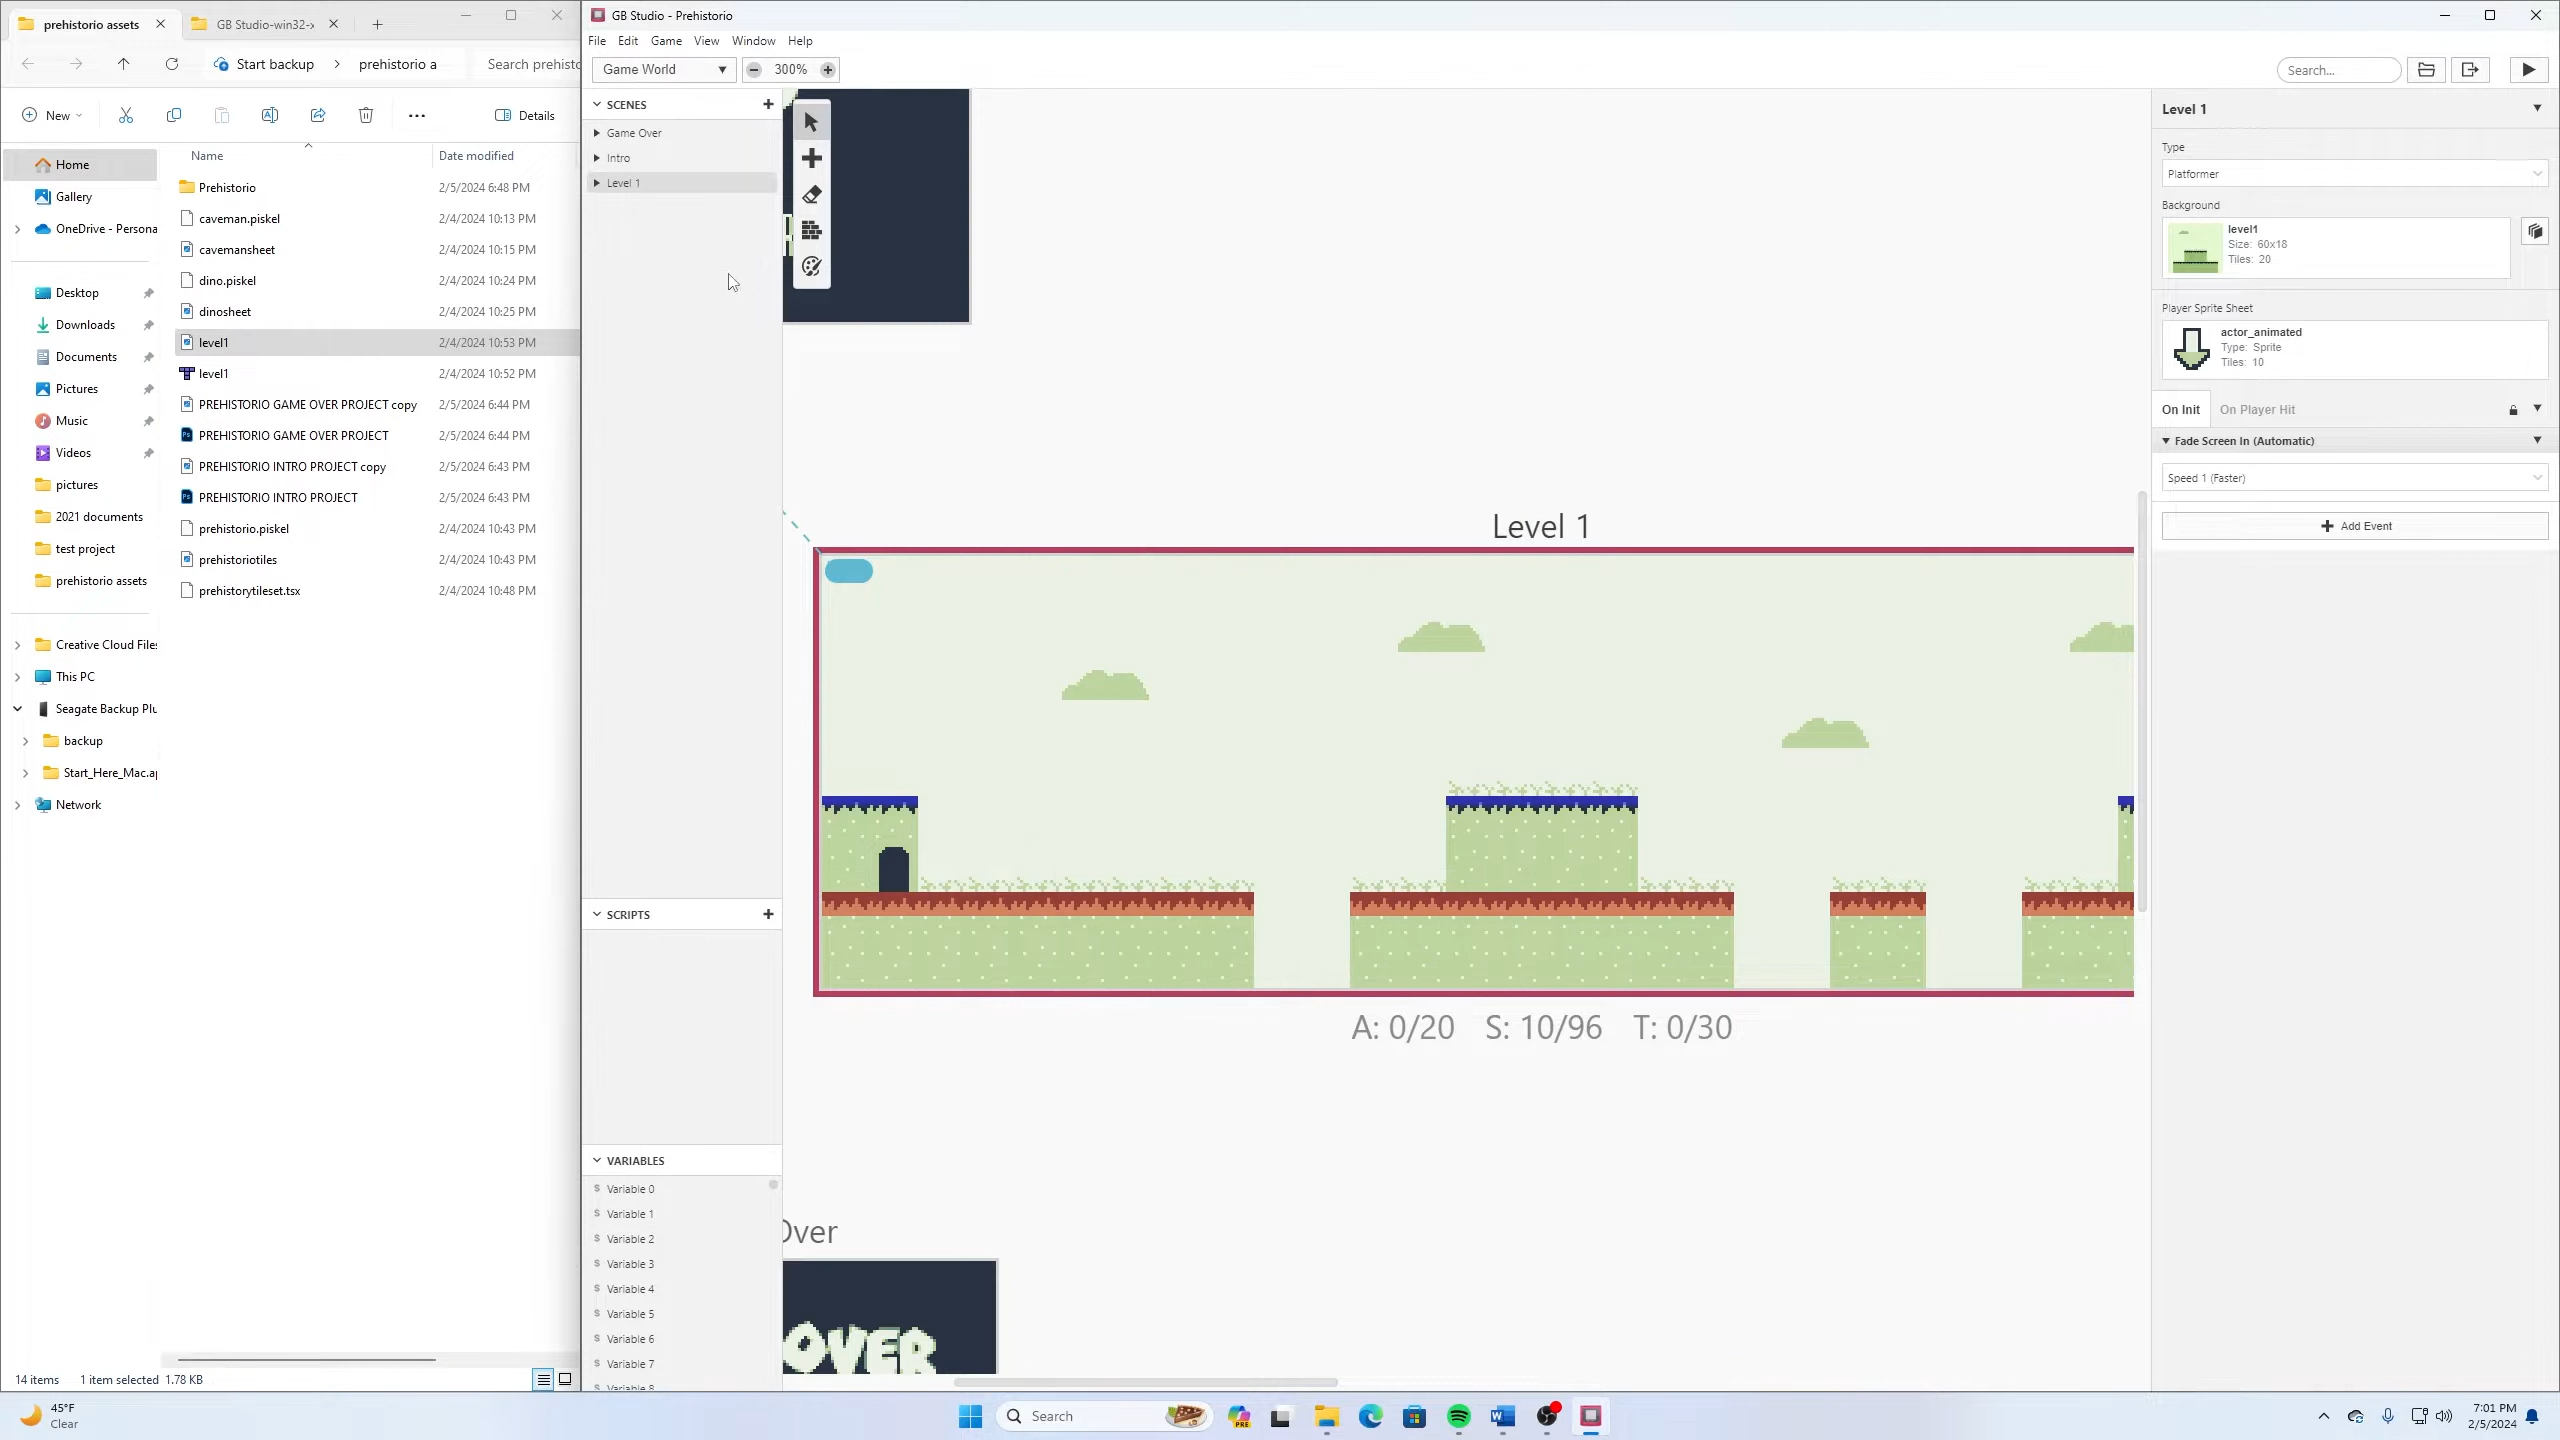 prehistorio assets
GB Studio-win32-x
Start backup
prehistorio a
Search prehisto
New
Details
Name
Date modified
Home
Gallery
OneDrive - Persona
Desktop
Downloads
Documents
Pictures
Music
Videos
pictures
2021 documents
test project
prehistorio assets
Creative Cloud Files
This PC
Seagate Backup Plu
backup
Start_Here_Mac.ap
Network
Prehistorio 2/5/2024 6:48 PM
caveman.piskel 2/4/2024 10:13 PM
cavemansheet 2/4/2024 10:15 PM
dino.piskel 2/4/2024 10:24 PM
dinosheet 2/4/2024 10:25 PM
level1 2/4/2024 10:53 PM
level1 2/4/2024 10:52 PM
PREHISTORIO GAME OVER PROJECT copy 2/5/2024 6:44 PM
PREHISTORIO GAME OVER PROJECT 2/5/2024 6:44 PM
PREHISTORIO INTRO PROJECT copy 2/5/2024 6:43 PM
PREHISTORIO INTRO PROJECT 2/5/2024 6:43 PM
prehistorio.piskel 2/4/2024 10:43 PM
prehistoriotiles 2/4/2024 10:43 PM
prehistorytileset.tsx 2/4/2024 10:48 PM
14 items 1 item selected 1.78 KB
GB Studio - Prehistorio
File Edit Game View Window Help
Game World
300%
Search...
SCENES
Game Over
Intro
Level 1
SCRIPTS
VARIABLES
Variable 0
Variable 1
Variable 2
Variable 3
Variable 4
Variable 5
Variable 6
Variable 7
Variable 8
Level 1
A: 0/20 S: 10/96 T: 0/30
Over
OVER
Level 1
Type
Platformer
Background
level1
Size: 60x18
Tiles: 20
Player Sprite Sheet
actor_animated
Type: Sprite
Tiles: 10
On Init
On Player Hit
Fade Screen In (Automatic)
Speed 1 (Faster)
Add Event
45°F
Clear
Search
PRE
7:01 PM
2/5/2024